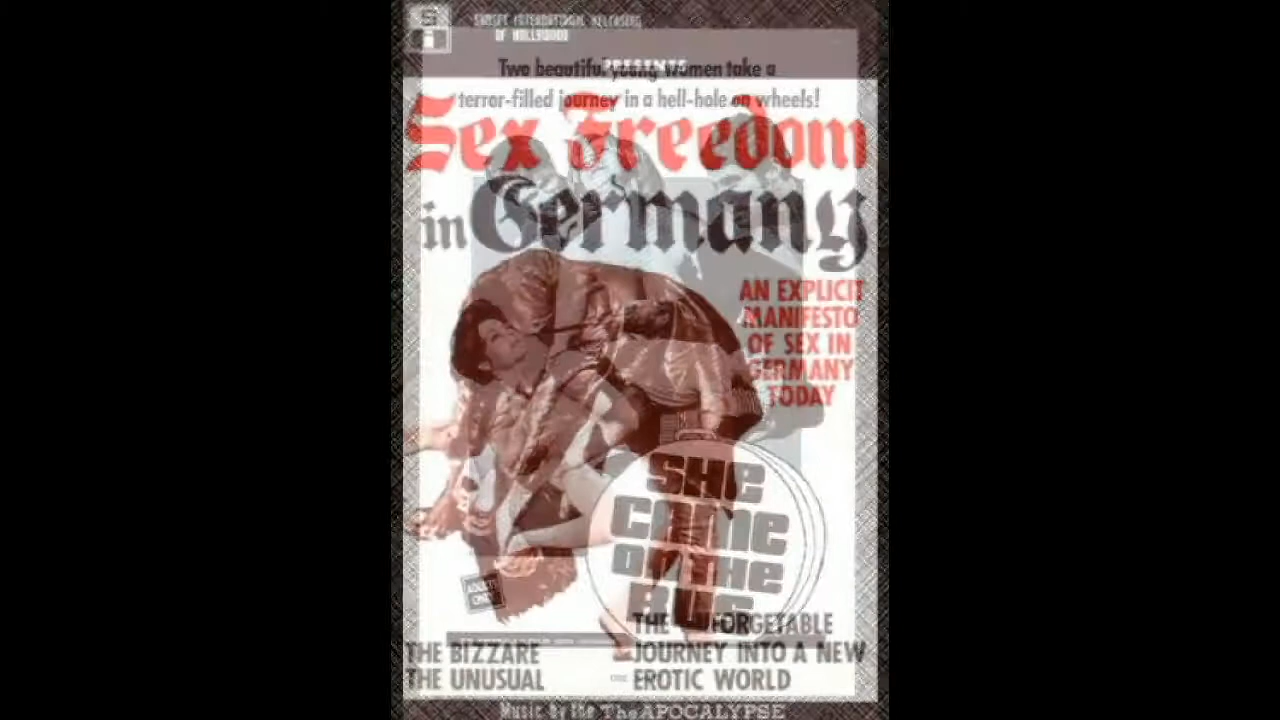 S
SUNSET INTERNATIONAL RELEASING
OF HOLLYWOOD
PRESENTS
Two beautiful young women take a
terror-filled journey in a hell-hole on wheels!
Sex Freedom
in Germany
AN EXPLICIT
MANIFESTO
OF SEX IN
GERMANY
TODAY
SHE
CAME
ON THE
BUS
ADULTS
ONLY
THE UNFORGETABLE
THE BIZZARE
JOURNEY INTO A NEW
THE UNUSUAL
EROTIC WORLD
Music by the The APOCALYPSE